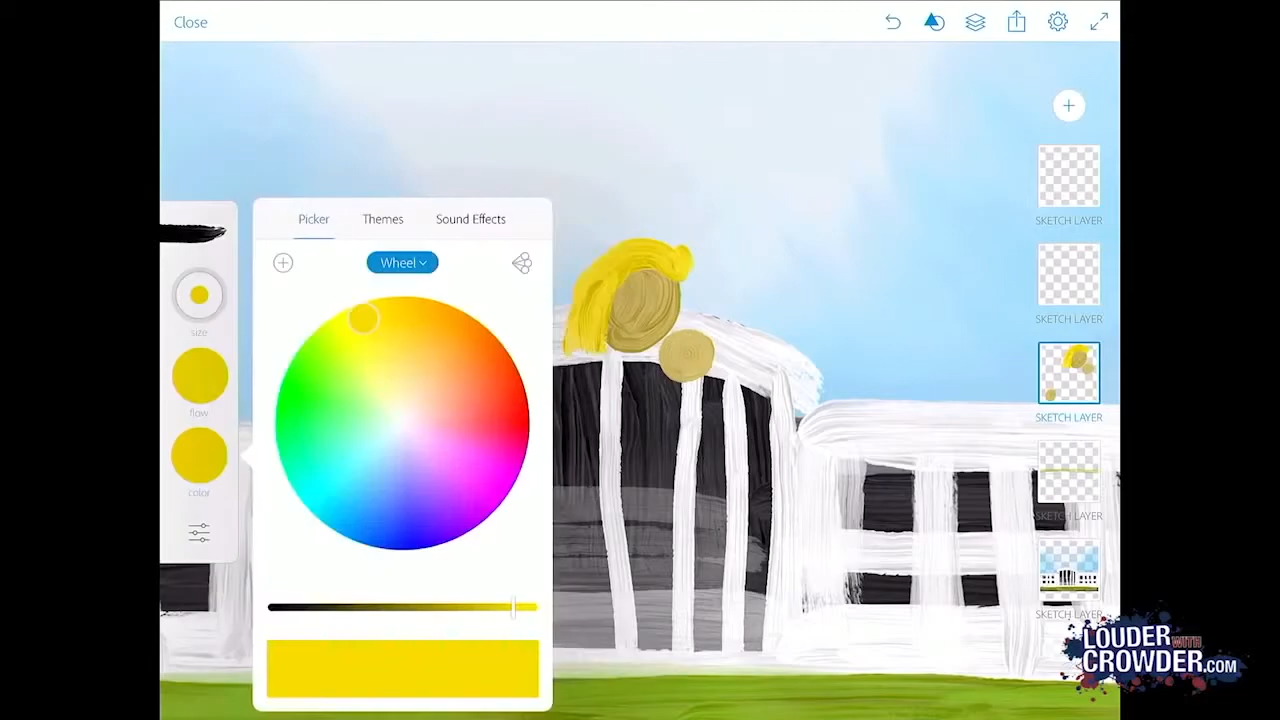 Close
Picker Themes Sound Effects
Wheel
size
flow
color
SKETCH LAYER
SKETCH LAYER
SKETCH LAYER
SKETCH LAYER
SKETCH LAYER
LOUDER WITH
CROWDER.COM